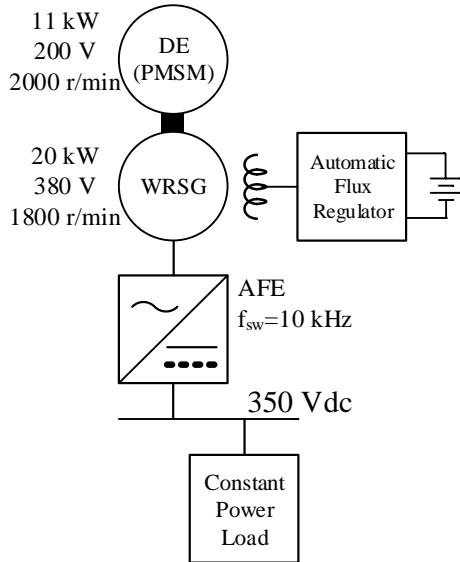 11 kW
200 V
2000 r/min
DE
(PMSM)
20 kW
380 V
1800 r/min
WRSG
Automatic
Flux
Regulator
AFE
f_sw=10 kHz
350 Vdc
Constant
Power
Load